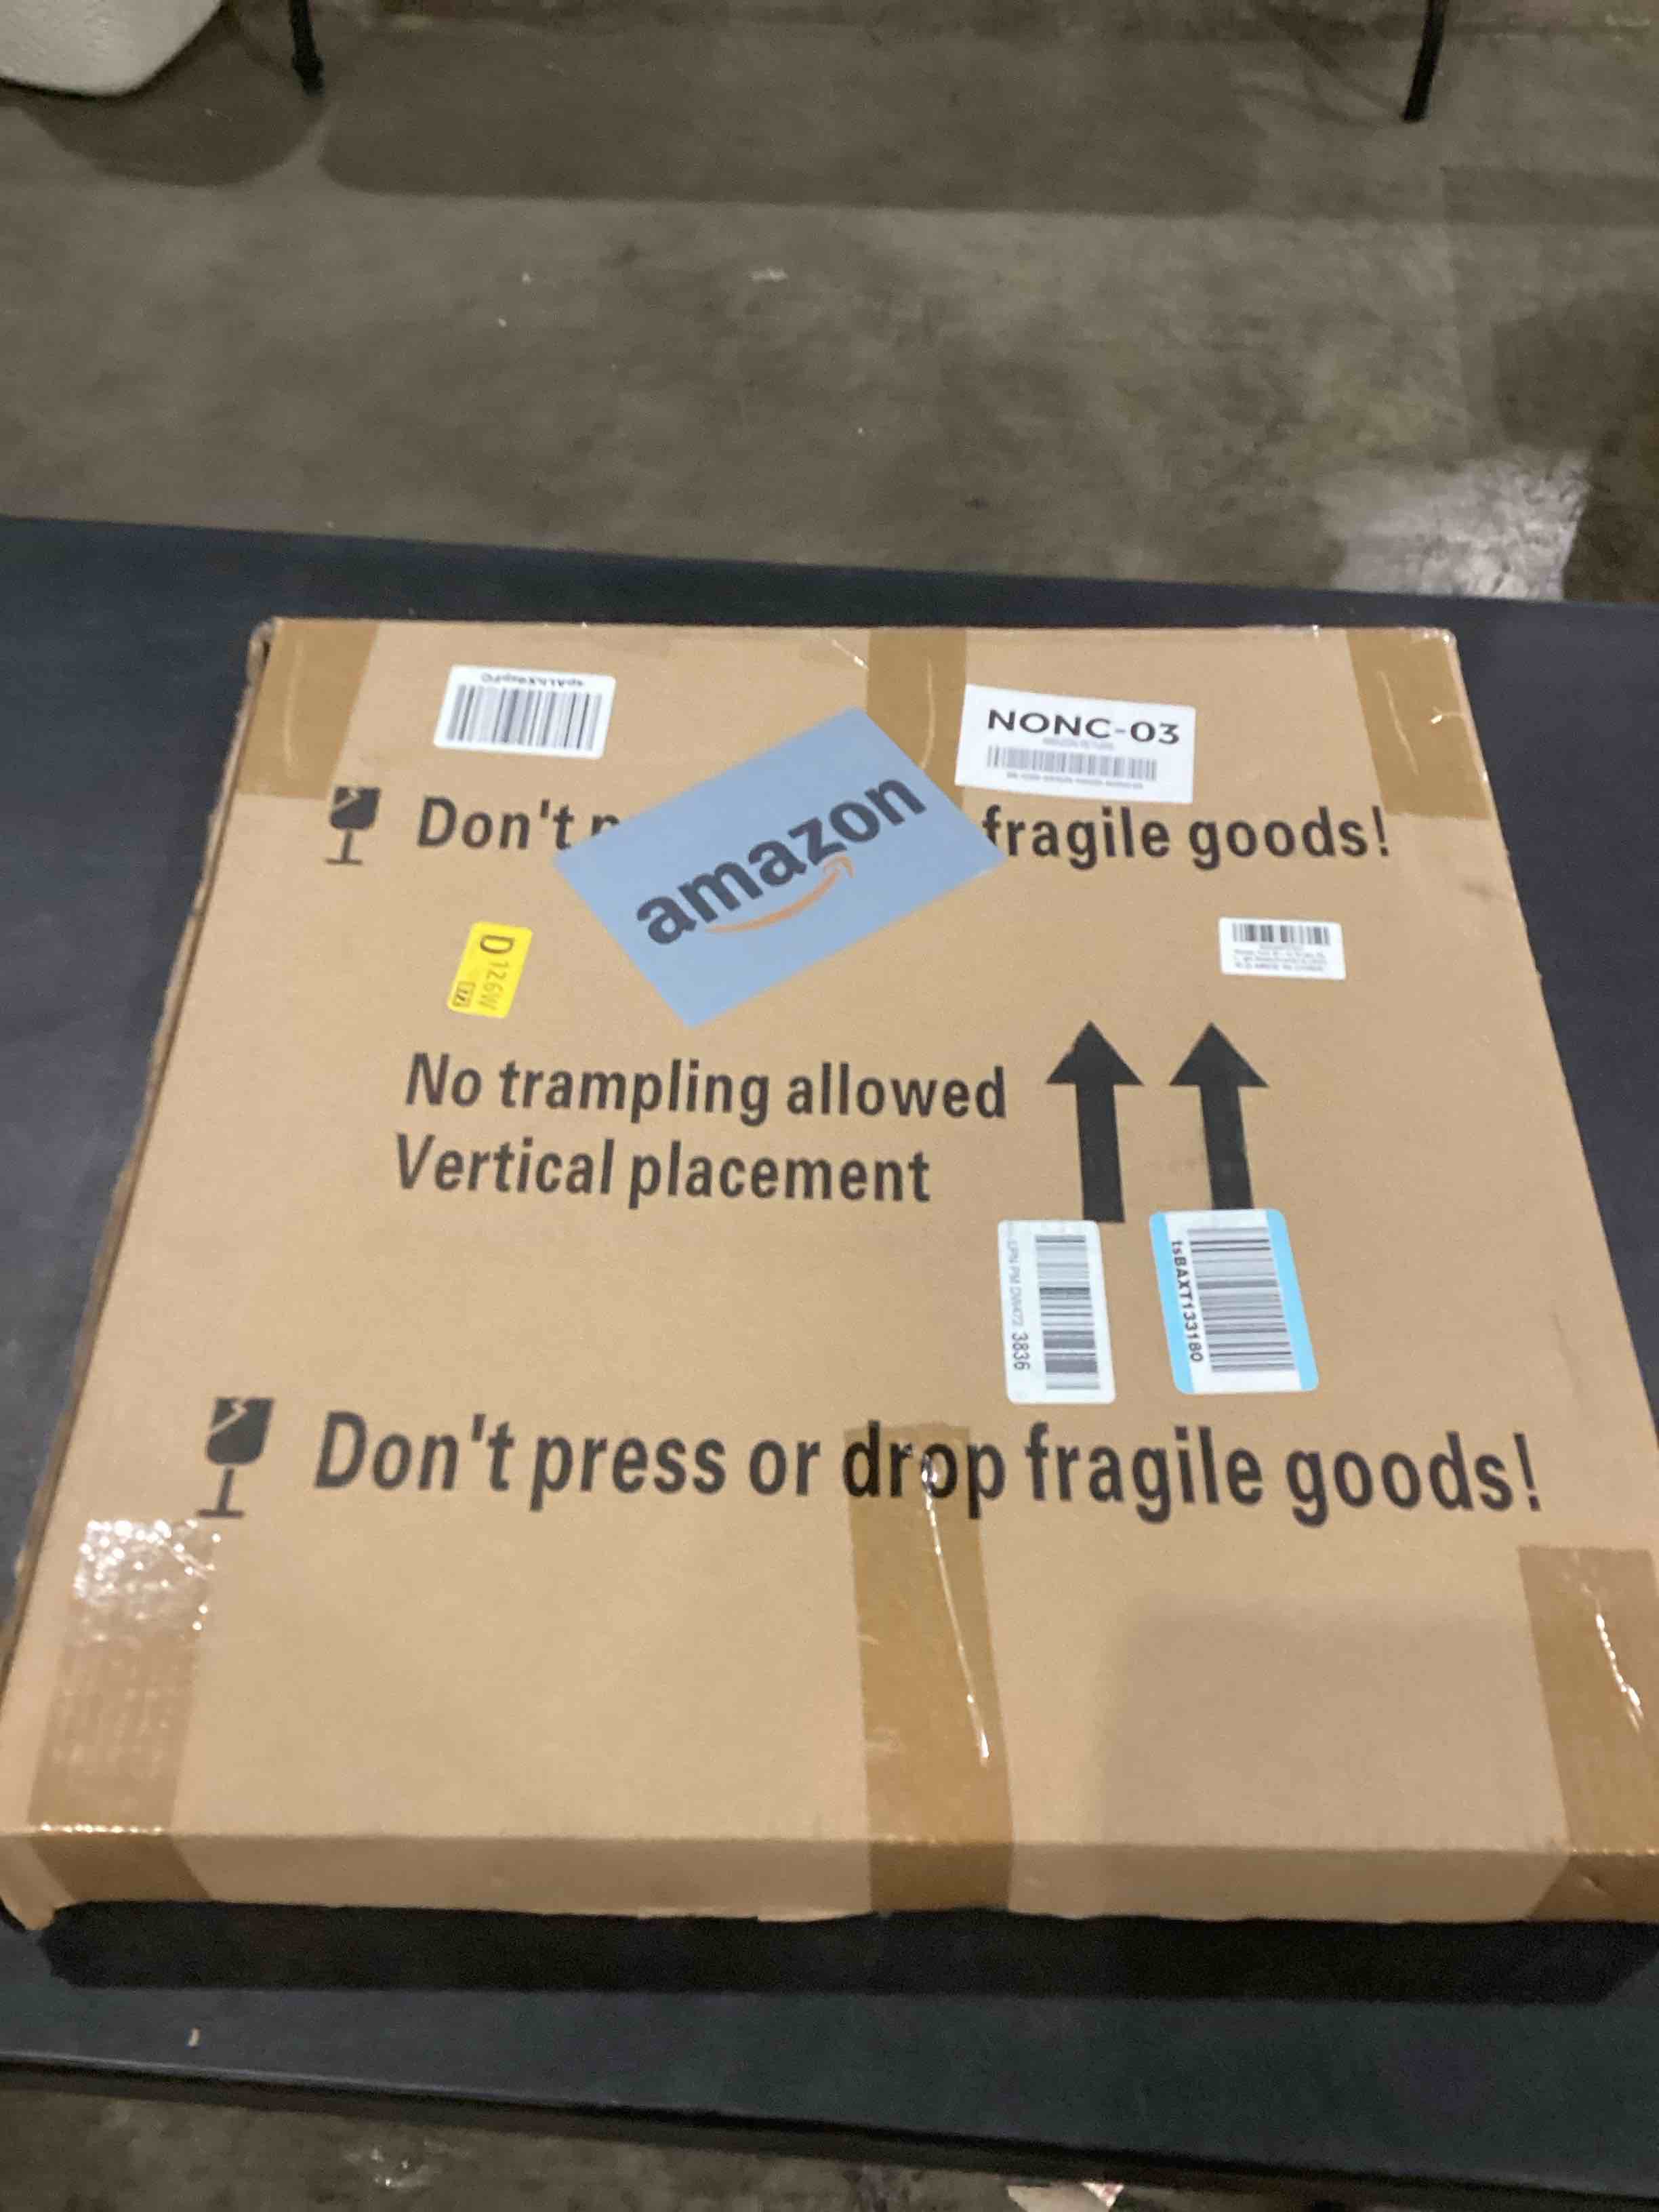 NONC-03
Don't
fragile goods!
amazon
D 126W
No trampling allowed
Vertical placement
3836
tsBAXT133180
Don't press or drop fragile goods!